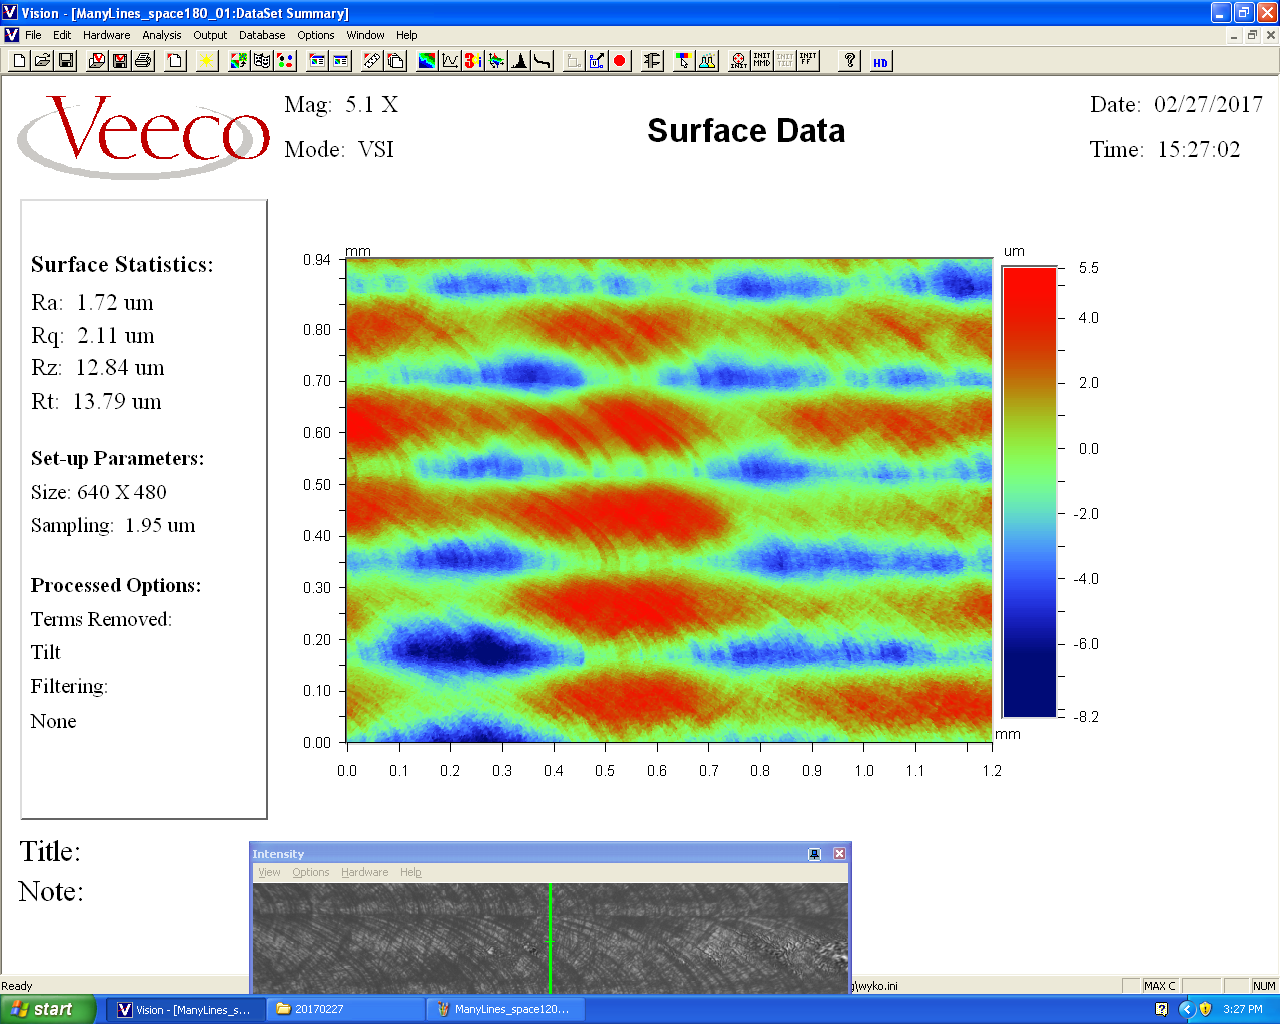 Vision - [ManyLines_space180_01:DataSet Summary]
File Edit Hardware Analysis Output Database Options Window Help
INIT INIT MMD INIT TILT INIT FF ? HD
Veeco
Mag: 5.1 X
Mode: VSI
Surface Data
Date: 02/27/2017
Time: 15:27:02
Surface Statistics:
Ra: 1.72 um
Rq: 2.11 um
Rz: 12.84 um
Rt: 13.79 um
Set-up Parameters:
Size: 640 X 480
Sampling: 1.95 um
Processed Options:
Terms Removed:
Tilt
Filtering:
None
mm
0.94
0.80
0.70
0.60
0.50
0.40
0.30
0.20
0.10
0.00
0.0 0.1 0.2 0.3 0.4 0.5 0.6 0.7 0.8 0.9 1.0 1.1 1.2
mm
um
5.5
4.0
2.0
0.0
-2.0
-4.0
-6.0
-8.2
Title:
Note:
Intensity
View Options Hardware Help
Ready
g\wyko.ini
MAX C
NUM
start
Vision - [ManyLines_s...
20170227
ManyLines_space120...
3:27 PM